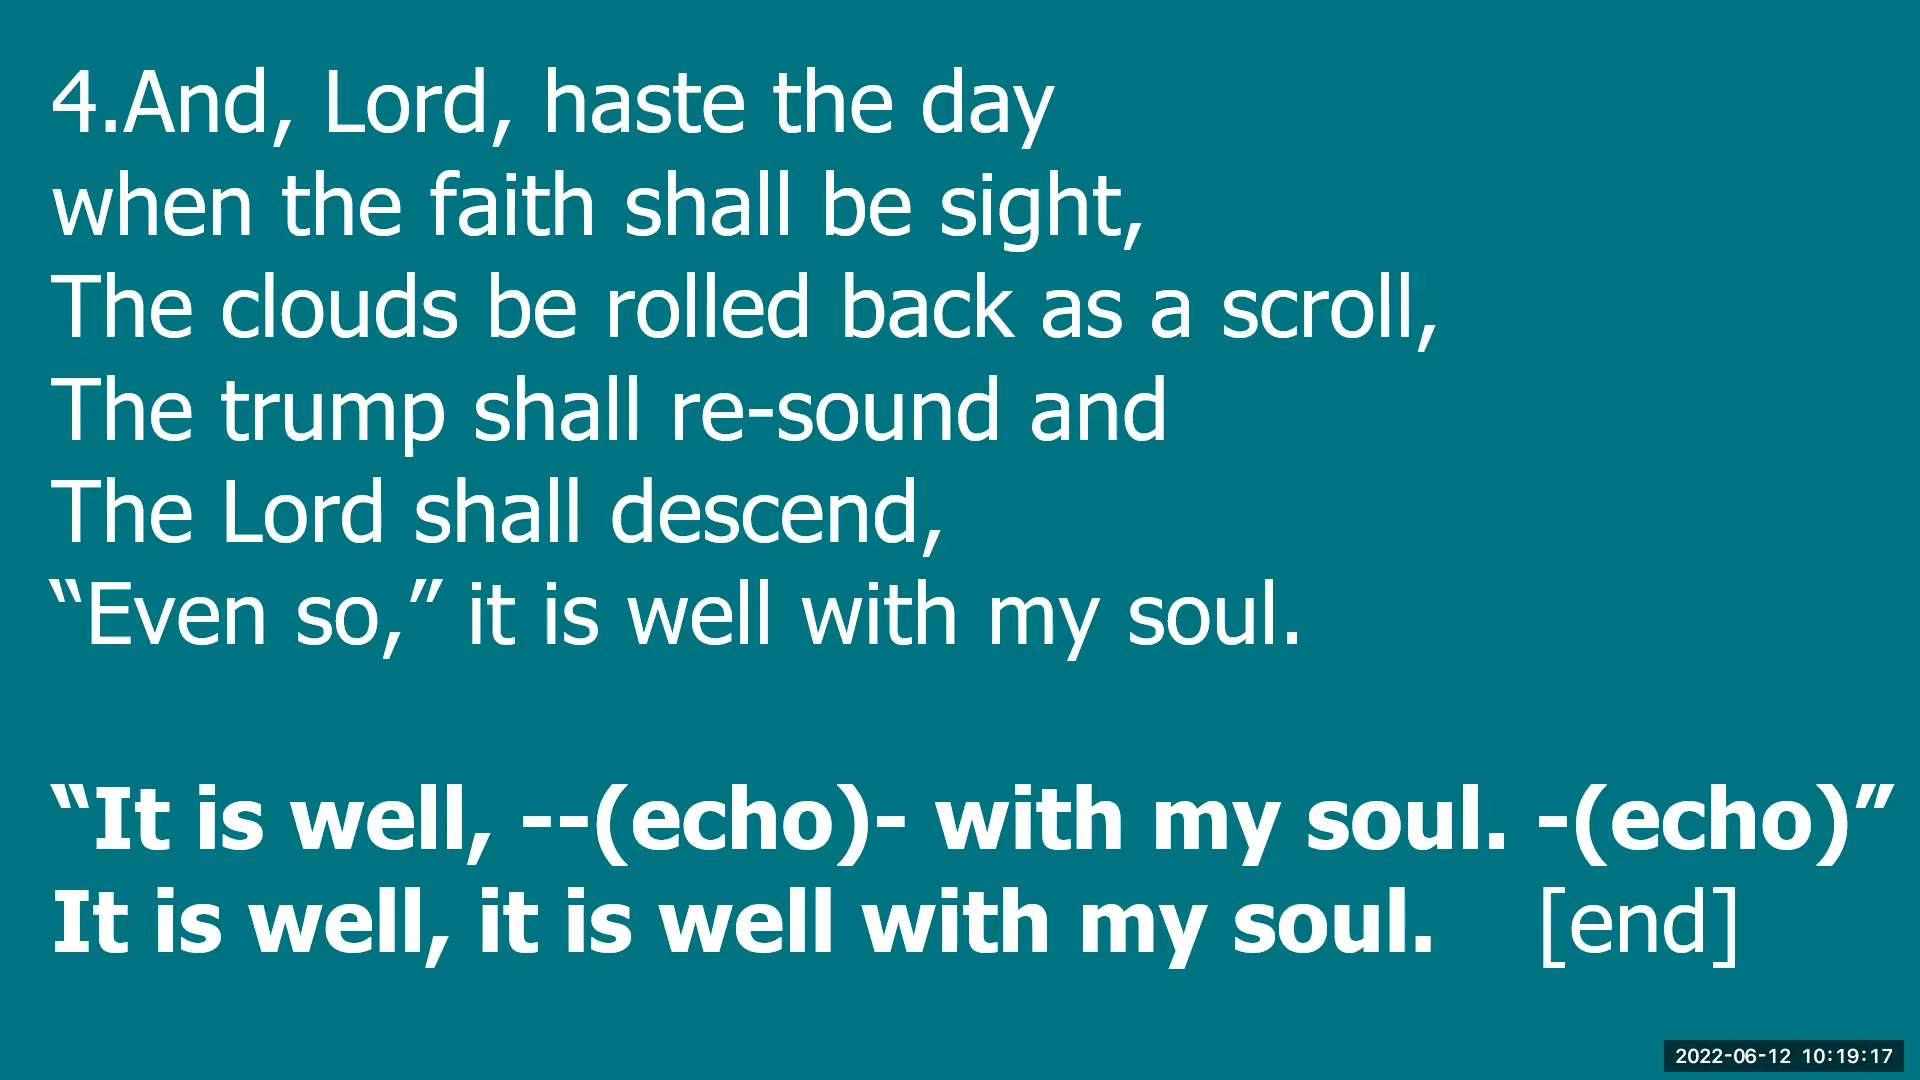 4.And, Lord, haste the day
when the faith shall be sight,
The clouds be rolled back as a scroll,
The trump shall re-sound and
The Lord shall descend,
“Even so,” it is well with my soul.
“It is well, --(echo)- with my soul. -(echo)”
It is well, it is well with my soul. [end]
2022-06-12 10:19:17